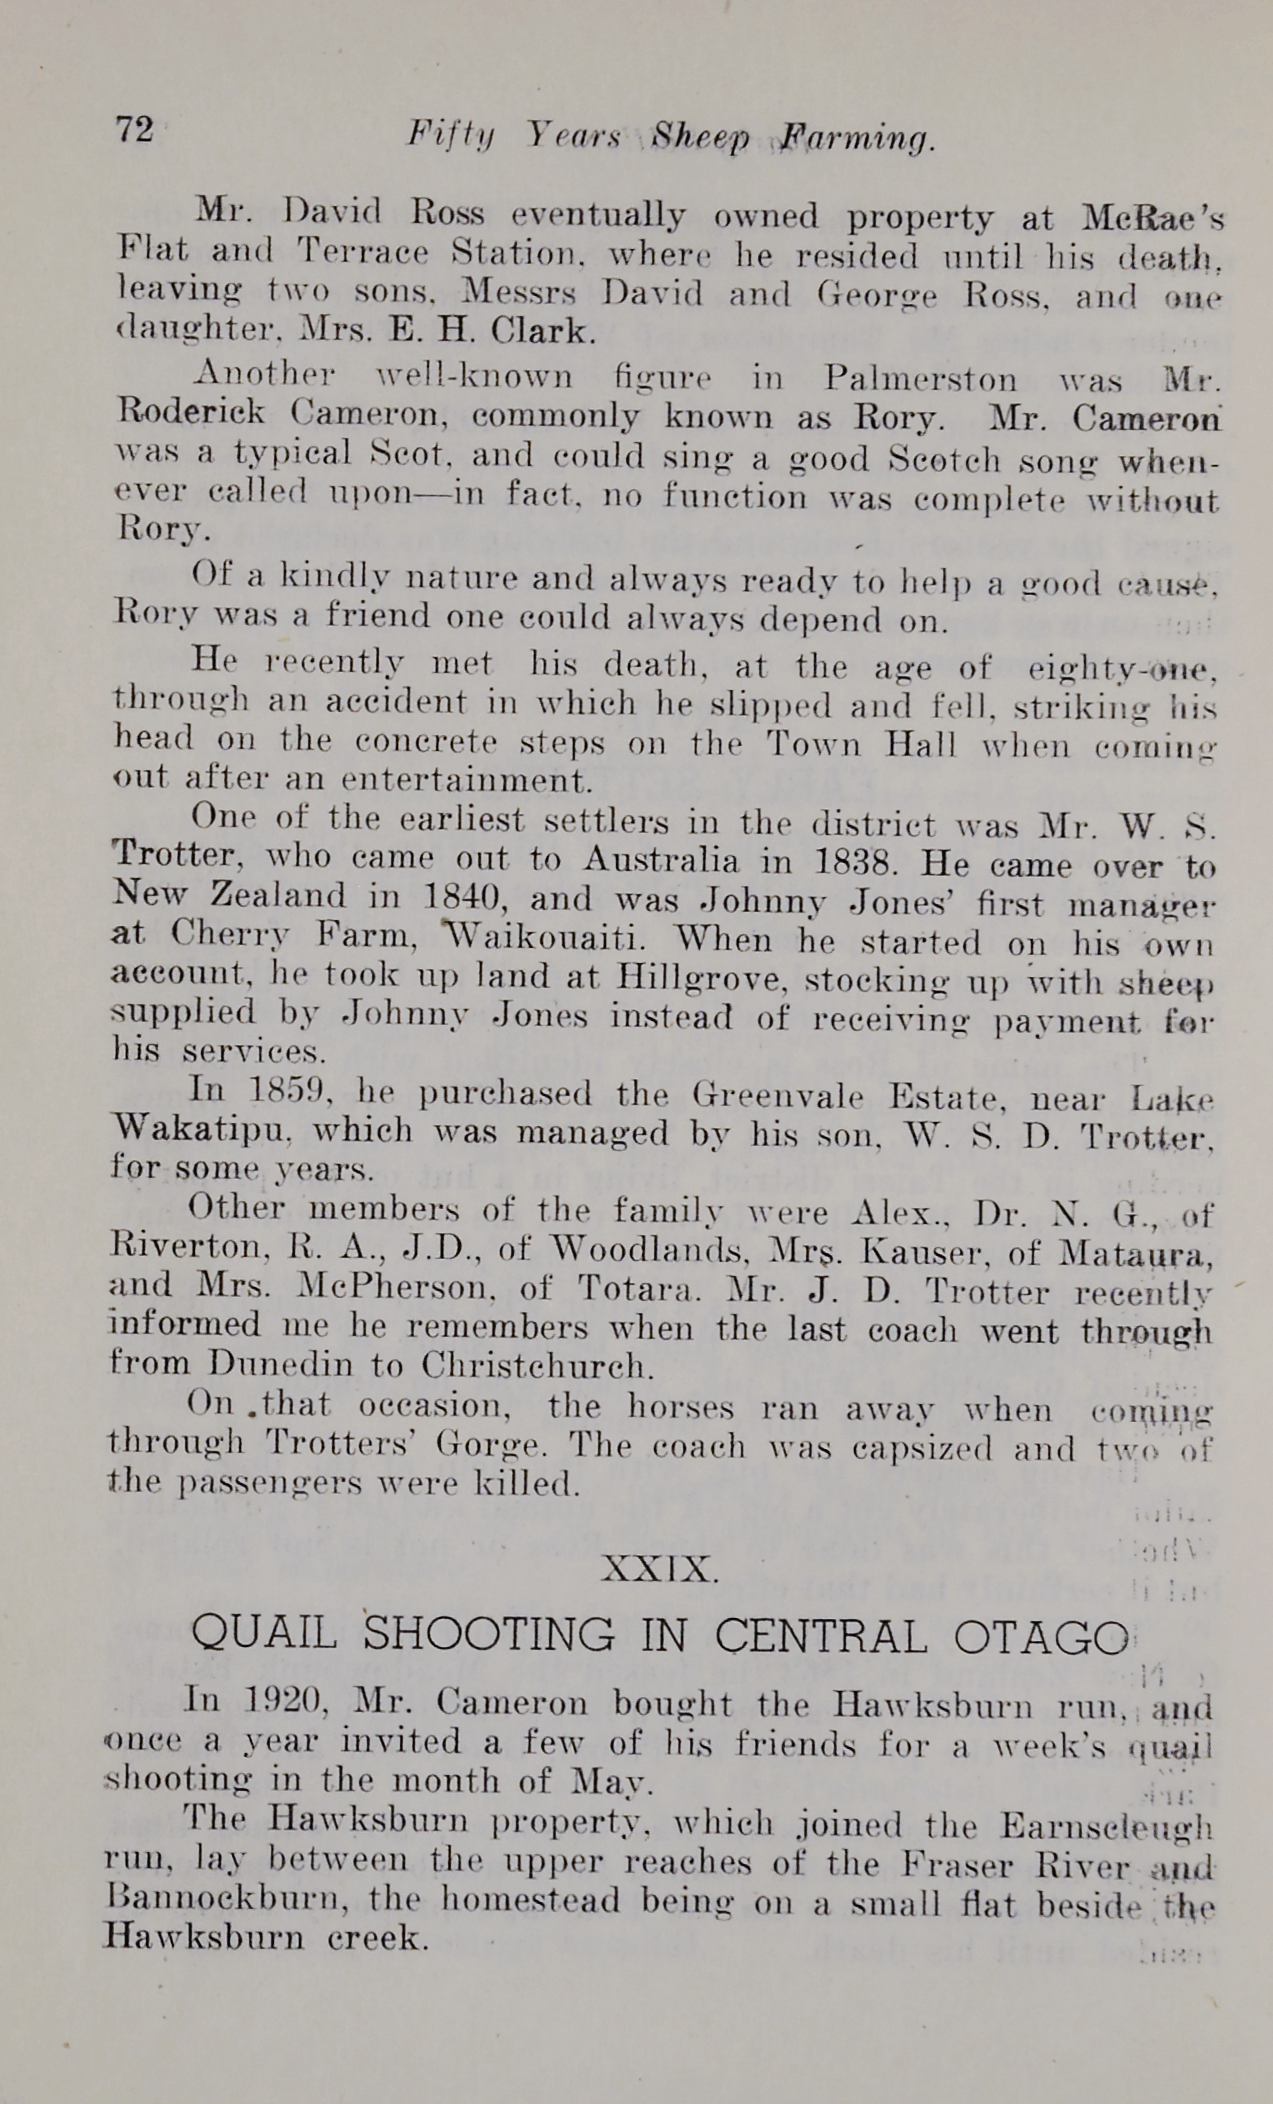 72 Fifty Years Sheep Farming.
Mr. David Ross eventually owned property at McRae's
Flat and Terrace Station, where he resided until his death,
leaving two sons, Messrs David and George Ross, and one
daughter, Mrs. E. H. Clark.
Another well-known figure in Palmerston was Mr.
Roderick Cameron, commonly known as Rory. Mr. Cameron
was a typical Scot, and could sing a good Scotch song when-
ever called upon—in fact, no function was complete without
Rory.
Of a kindly nature and always ready to help a good cause,
Rory was a friend one could always depend on.
He recently met his death, at the age of eighty-one,
through an accident in which he slipped and fell, striking his
head on the concrete steps on the Town Hall when coming
out after an entertainment.
One of the earliest settlers in the district was Mr. W. S.
Trotter, who came out to Australia in 1838. He came over to
New Zealand in 1840, and was Johnny Jones' first manager
at Cherry Farm, Waikouaiti. When he started on his own
account, he took up land at Hillgrove, stocking up with sheep
supplied by Johnny Jones instead of receiving payment for
his services.
In 1859, he purchased the Greenvale Estate, near Lake
Wakatipu, which was managed by his son, W. S. D. Trotter,
for some years.
Other members of the family were Alex., Dr. N. G., of
Riverton, R. A., J.D., of Woodlands, Mrs. Kauser, of Mataura,
and Mrs. McPherson, of Totara. Mr. J. D. Trotter recently
informed me he remembers when the last coach went through
from Dunedin to Christchurch.
On that occasion, the horses ran away when coming
through Trotters' Gorge. The coach was capsized and two of
the passengers were killed.
XXIX.
QUAIL SHOOTING IN CENTRAL OTAGO
In 1920, Mr. Cameron bought the Hawksburn run, and
once a year invited a few of his friends for a week's quail
shooting in the month of May.
The Hawksburn property, which joined the Earnscleugh
run, lay between the upper reaches of the Fraser River and
Bannockburn, the homestead being on a small flat beside the
Hawksburn creek.